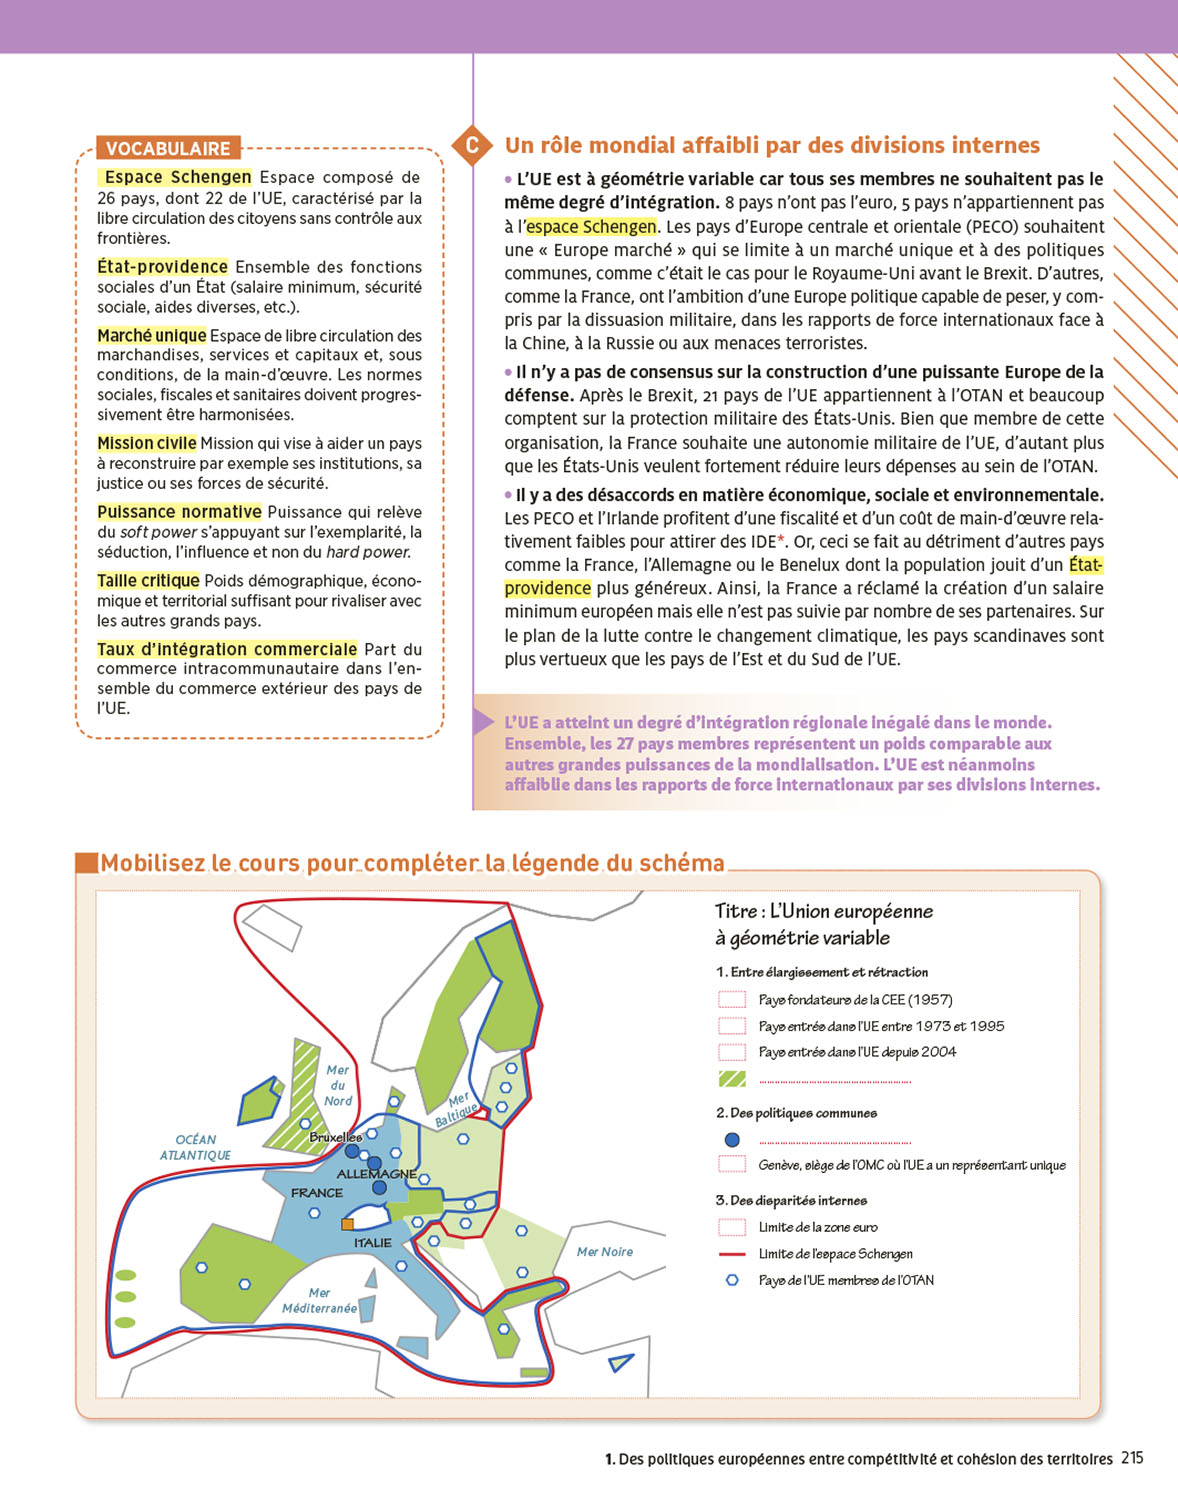 VOCABULAIRE
Espace Schengen Espace composé de
26 pays, dont 22 de l'UE, caractérisé par la
libre circulation des citoyens sans contrôle aux
frontières.
État-providence Ensemble des fonctions
sociales d'un État (salaire minimum, sécurité
sociale, aides diverses, etc.).
Marché unique Espace de libre circulation des
marchandises, services et capitaux et, sous
conditions, de la main-d'œuvre. Les normes
sociales, fiscales et sanitaires doivent progres-
sivement être harmonisées.
Mission civile Mission qui vise à aider un pays
à reconstruire par exemple ses institutions, sa
justice ou ses forces de sécurité.
Puissance normative Puissance qui relève
du soft power s'appuyant sur l'exemplarité, la
séduction, l'influence et non du hard power.
Taille critique Poids démographique, écono-
mique et territorial suffisant pour rivaliser avec
les autres grands pays.
Taux d'intégration commerciale Part du
commerce intracommunautaire dans l'en-
semble du commerce extérieur des pays de
l'UE.
C Un rôle mondial affaibli par des divisions internes
• L'UE est à géométrie variable car tous ses membres ne souhaitent pas le
même degré d'intégration. 8 pays n'ont pas l'euro, 5 pays n'appartiennent pas
à l'espace Schengen. Les pays d'Europe centrale et orientale (PECO) souhaitent
une « Europe marché » qui se limite à un marché unique et à des politiques
communes, comme c'était le cas pour le Royaume-Uni avant le Brexit. D'autres,
comme la France, ont l'ambition d'une Europe politique capable de peser, y com-
pris par la dissuasion militaire, dans les rapports de force internationaux face à
la Chine, à la Russie ou aux menaces terroristes.
• Il n'y a pas de consensus sur la construction d'une puissante Europe de la
défense. Après le Brexit, 21 pays de l'UE appartiennent à l'OTAN et beaucoup
comptent sur la protection militaire des États-Unis. Bien que membre de cette
organisation, la France souhaite une autonomie militaire de l'UE, d'autant plus
que les États-Unis veulent fortement réduire leurs dépenses au sein de l'OTAN.
• Il y a des désaccords en matière économique, sociale et environnementale.
Les PECO et l'Irlande profitent d'une fiscalité et d'un coût de main-d'œuvre rela-
tivement faibles pour attirer des IDE*. Or, ceci se fait au détriment d'autres pays
comme la France, l'Allemagne ou le Benelux dont la population jouit d'un État-
providence plus généreux. Ainsi, la France a réclamé la création d'un salaire
minimum européen mais elle n'est pas suivie par nombre de ses partenaires. Sur
le plan de la lutte contre le changement climatique, les pays scandinaves sont
plus vertueux que les pays de l'Est et du Sud de l'UE.
L'UE a atteint un degré d'intégration régionale inégalé dans le monde.
Ensemble, les 27 pays membres représentent un poids comparable aux
autres grandes puissances de la mondialisation. L'UE est néanmoins
affaiblie dans les rapports de force internationaux par ses divisions internes.
Mobilisez le cours pour compléter la légende du schéma
Mer
du
Nord
Mer
Baltique
OCÉAN
ATLANTIQUE
Bruxelles
ALLEMAGNE
FRANCE
ITALIE
Mer Noire
Mer
Méditerranée
Titre : L'Union européenne
à géométrie variable
1. Entre élargissement et rétraction
Pays fondateurs de la CEE (1957)
Pays entrés dans l'UE entre 1973 et 1995
Pays entrés dans l'UE depuis 2004
2. Des politiques communes
Genève, siège de l'OMC où l'UE a un représentant unique
3. Des disparités internes
Limite de la zone euro
Limite de l'espace Schengen
Pays de l'UE membres de l'OTAN
1. Des politiques européennes entre compétitivité et cohésion des territoires 215